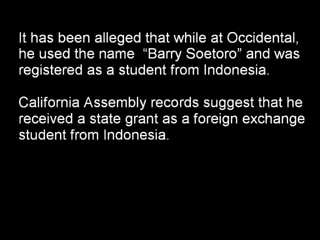 It has been alleged that while at Occidental,
he used the name  “Barry Soetoro” and was
registered as a student from Indonesia.
California Assembly records suggest that he
received a state grant as a foreign exchange
student from Indonesia.